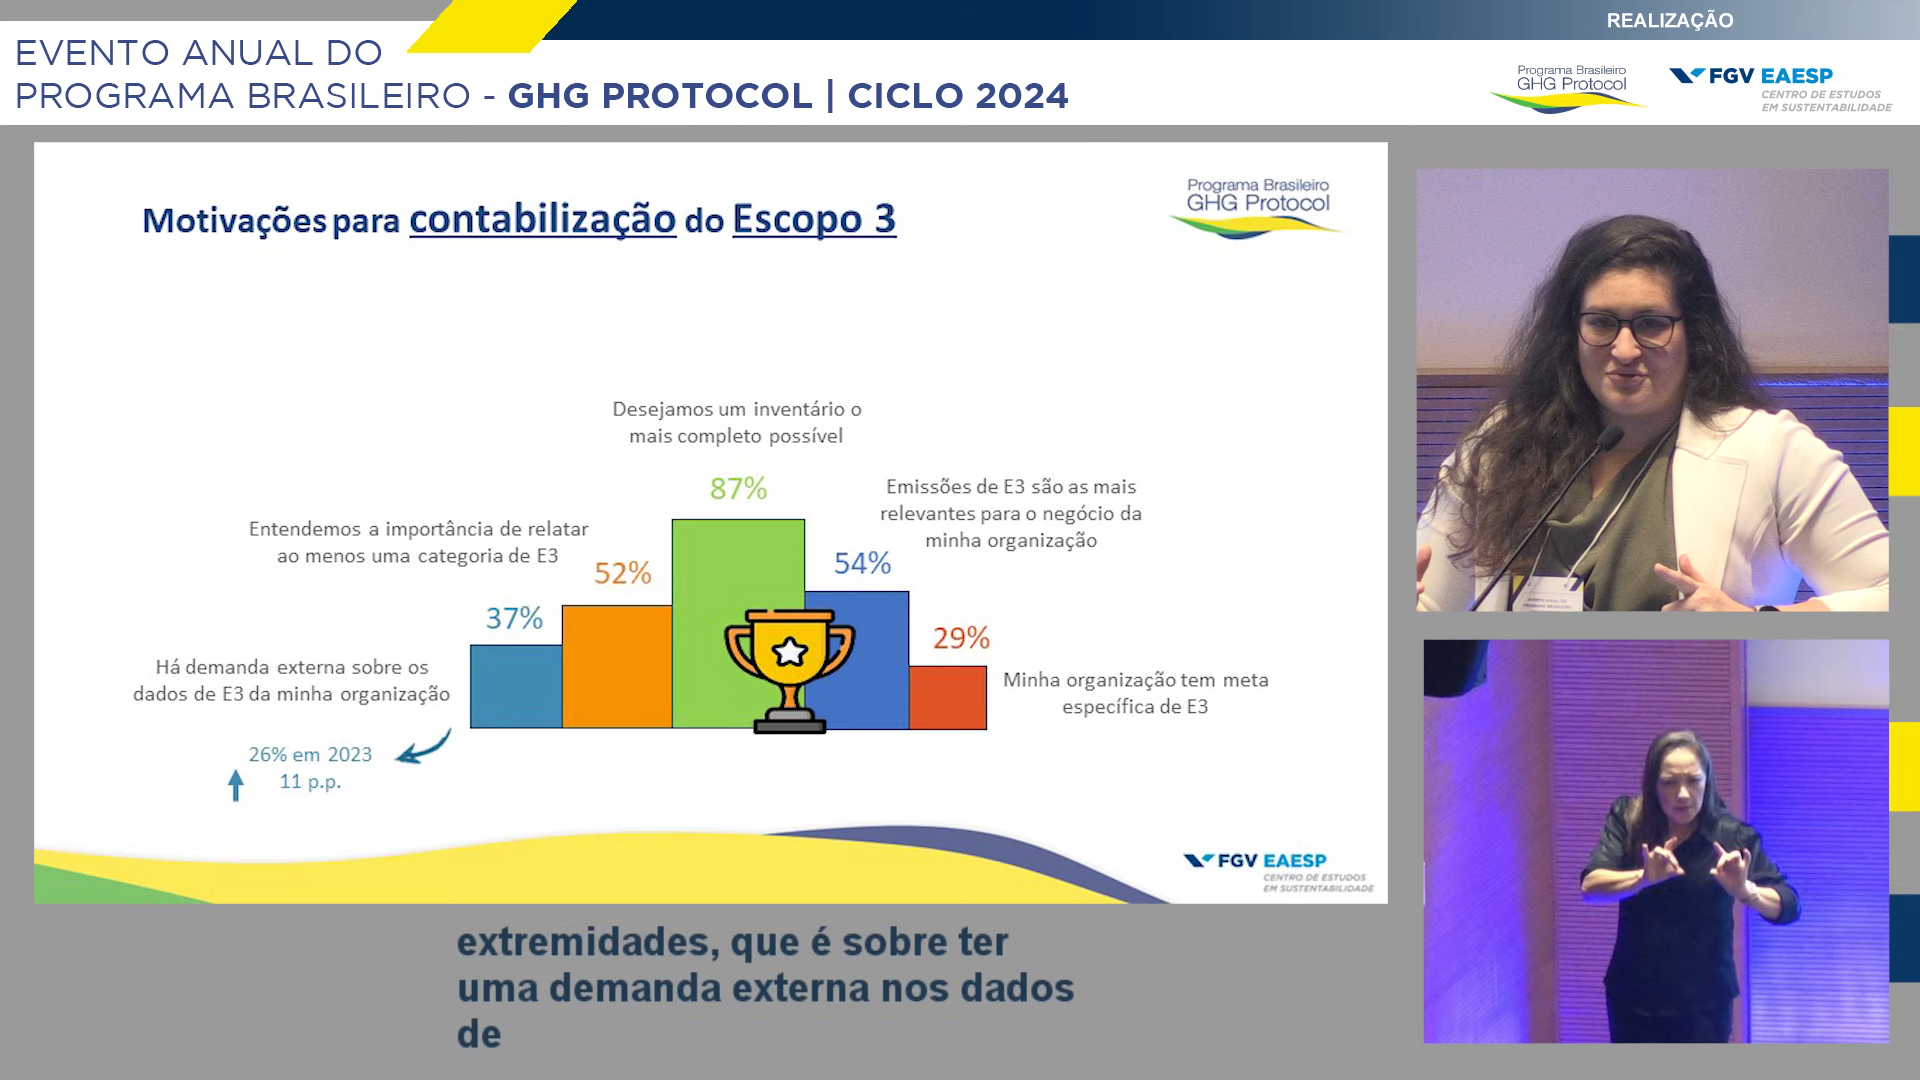 REALIZAÇÃO
EVENTO ANUAL DO
PROGRAMA BRASILEIRO - GHG PROTOCOL | CICLO 2024
Programa Brasileiro
GHG Protocol
FGV EAESP
CENTRO DE ESTUDOS
EM SUSTENTABILIDADE
Programa Brasileiro
GHG Protocol
Motivações para contabilização do Escopo 3
Desejamos um inventário o
mais completo possível
87%
Emissões de E3 são as mais
relevantes para o negócio da
minha organização
54%
Entendemos a importância de relatar
ao menos uma categoria de E3
52%
37%
Há demanda externa sobre os
dados de E3 da minha organização
29%
Minha organização tem meta
específica de E3
26% em 2023
11 p.p.
FGV EAESP
CENTRO DE ESTUDOS
EM SUSTENTABILIDADE
extremidades, que é sobre ter
uma demanda externa nos dados
de